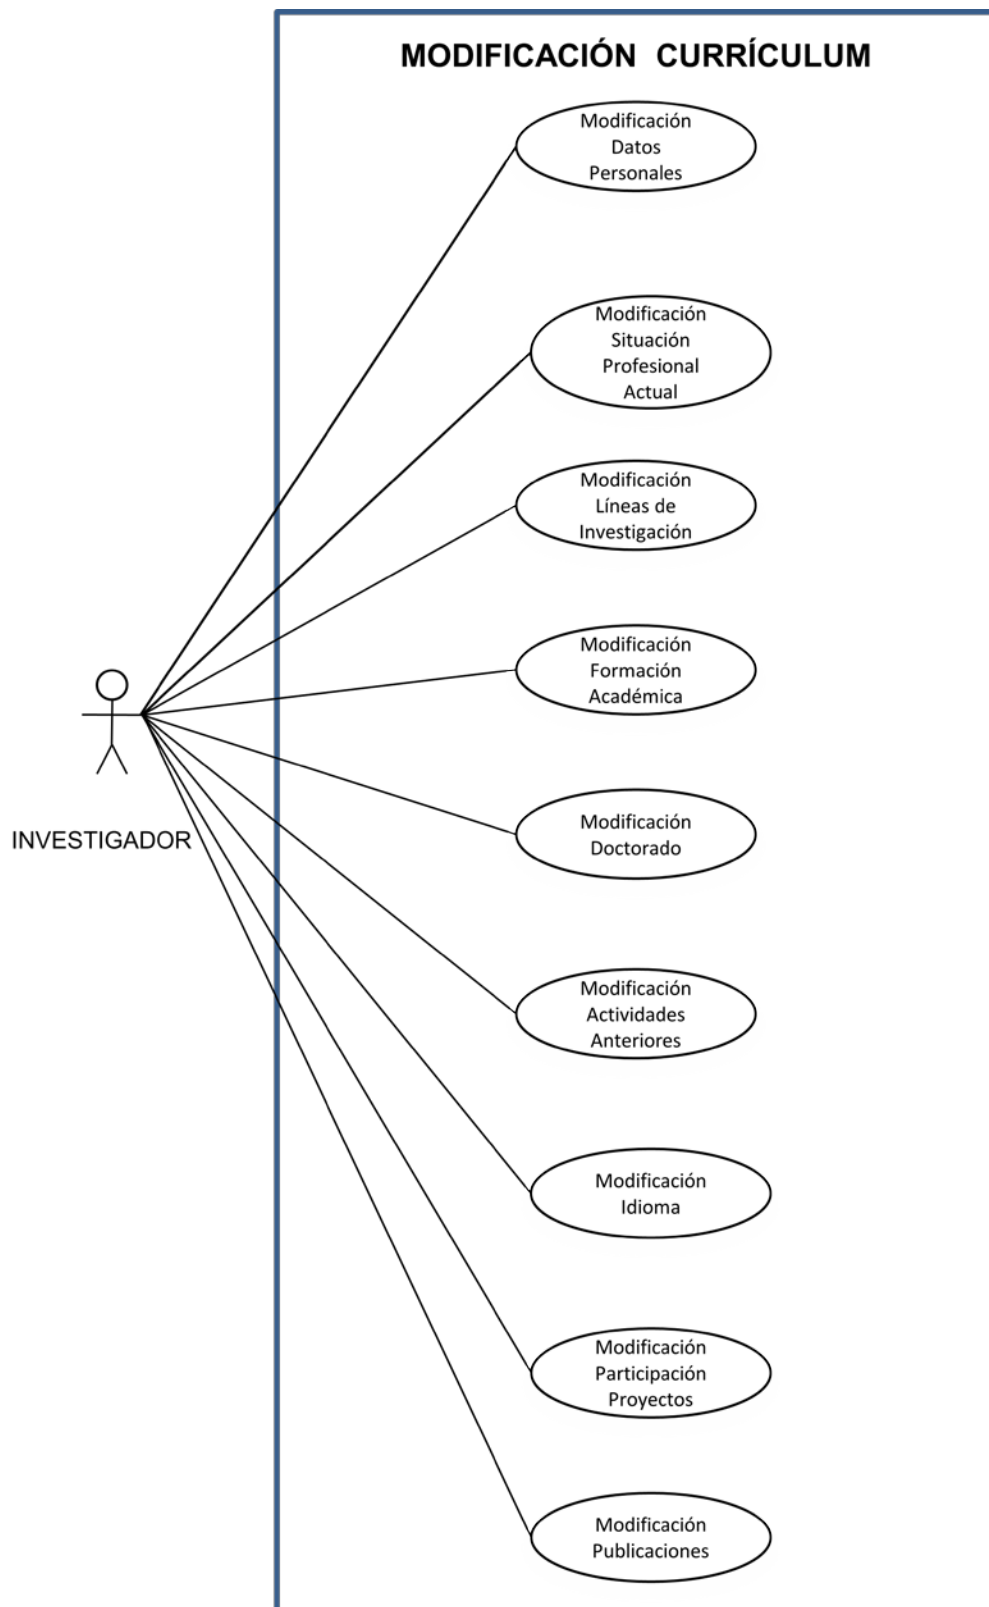 MODIFICACIÓN CURRÍCULUM
Modificación
Datos
Personales
Modificación
Situación
Profesional
Actual
Modificación
Líneas de
Investigación
Modificación
Formación
Académica
INVESTIGADOR
Modificación
Doctorado
Modificación
Actividades
Anteriores
Modificación
Idioma
Modificación
Participación
Proyectos
Modificación
Publicaciones